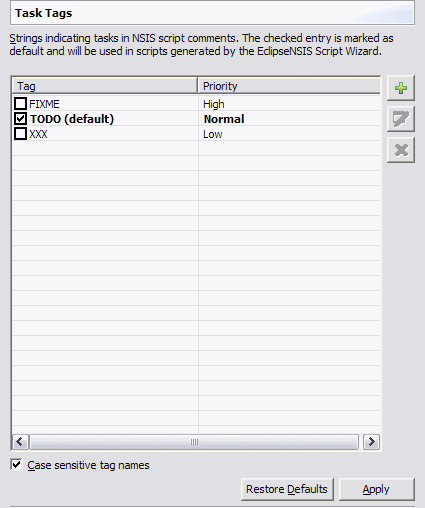 Task Tags
Strings indicating tasks in NSIS script comments. The checked entry is marked as
default and will be used in scripts generated by the EclipseNSIS Script Wizard.
Tag Priority
FIXME High
TODO (default) Normal
XXX Low
Case sensitive tag names
Restore Defaults Apply